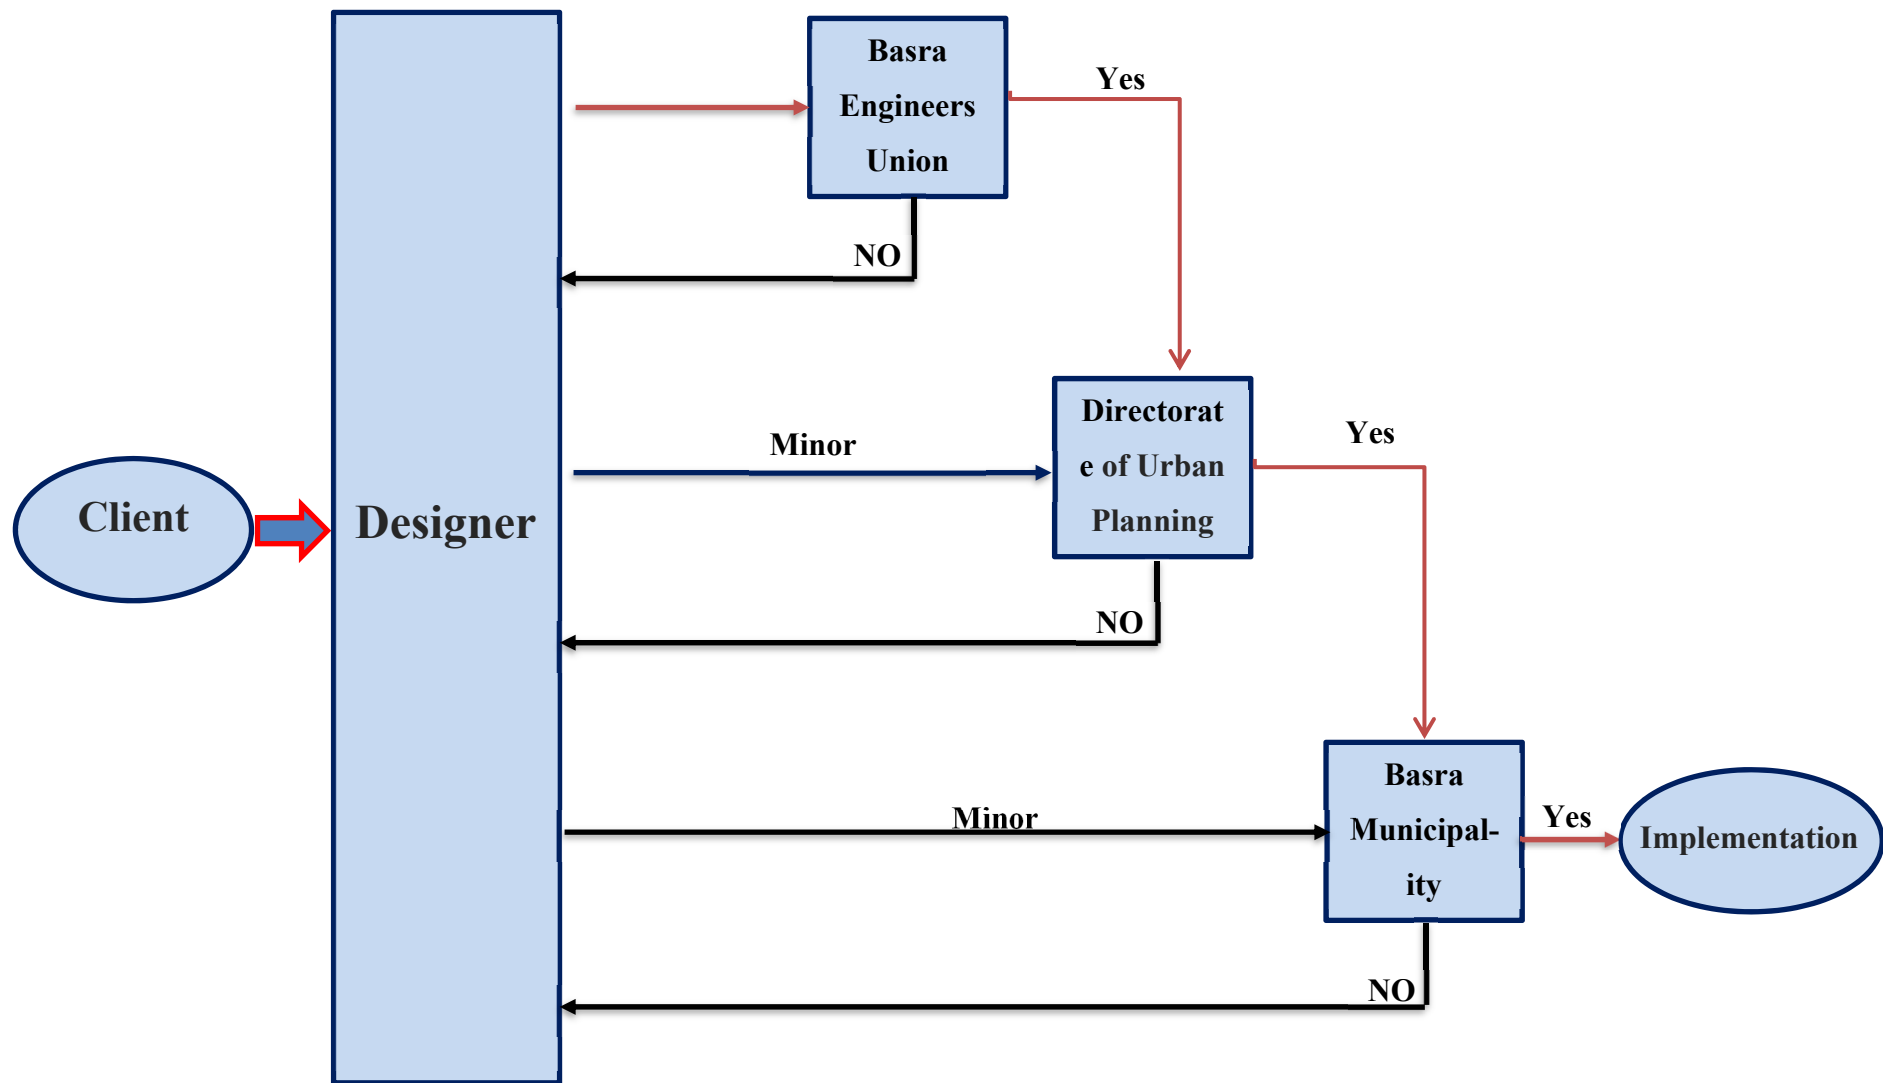 Basra
Engineers
Union
Yes
NO
Directorat
e of Urban
Planning
Minor
Yes
Client
Designer
NO
Basra
Municipal-
ity
Minor
Yes
Implementation
NO